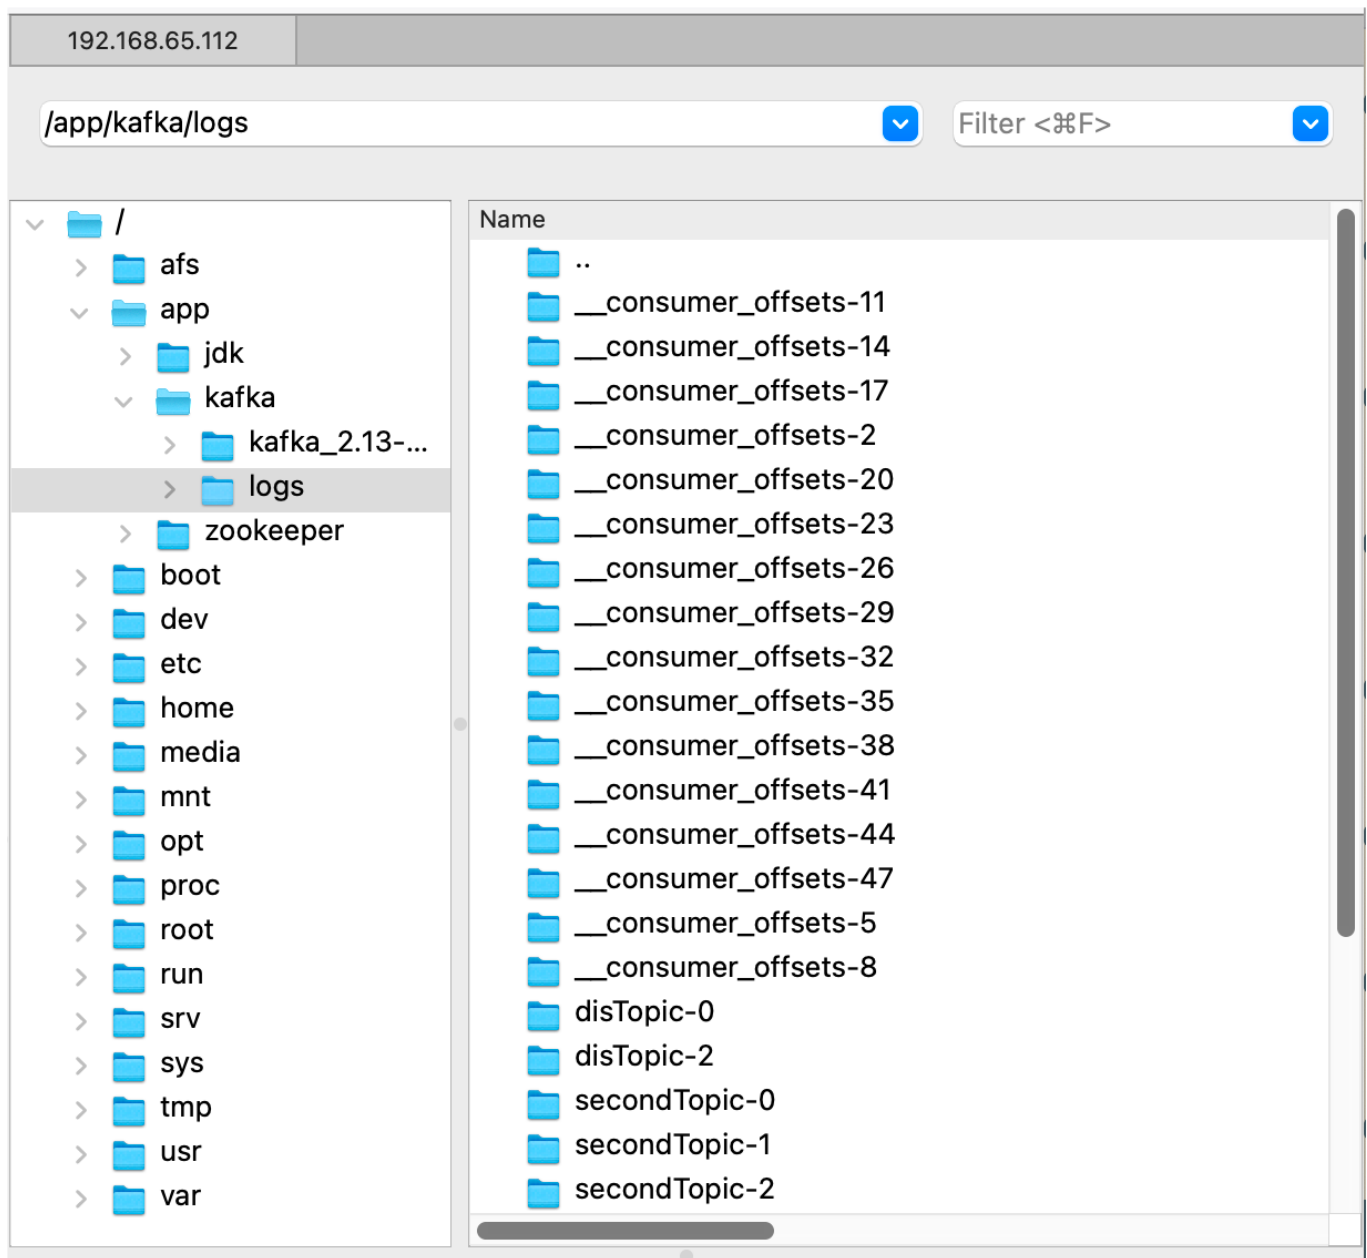 192.168.65.112
/app/kafka/logs
Filter <⌘F>
/
afs
app
jdk
kafka
kafka_2.13-...
logs
zookeeper
boot
dev
etc
home
media
mnt
opt
proc
root
run
srv
sys
tmp
usr
var
Name
..
__consumer_offsets-11
__consumer_offsets-14
__consumer_offsets-17
__consumer_offsets-2
__consumer_offsets-20
__consumer_offsets-23
__consumer_offsets-26
__consumer_offsets-29
__consumer_offsets-32
__consumer_offsets-35
__consumer_offsets-38
__consumer_offsets-41
__consumer_offsets-44
__consumer_offsets-47
__consumer_offsets-5
__consumer_offsets-8
disTopic-0
disTopic-2
secondTopic-0
secondTopic-1
secondTopic-2